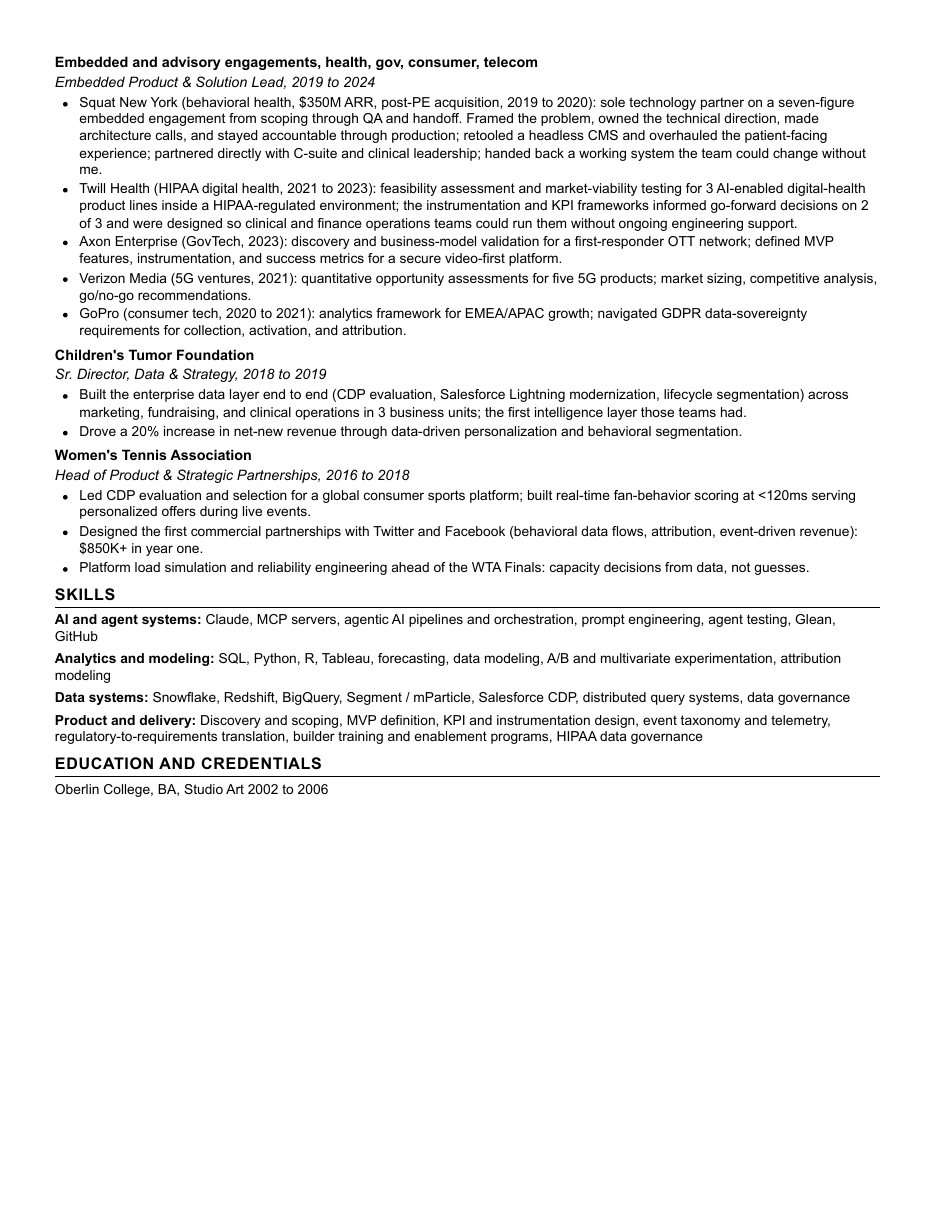 Embedded and advisory engagements, health, gov, consumer, telecom
Embedded Product & Solution Lead, 2019 to 2024
• Squat New York (behavioral health, $350M ARR, post-PE acquisition, 2019 to 2020): sole technology partner on a seven-figure
embedded engagement from scoping through QA and handoff. Framed the problem, owned the technical direction, made
architecture calls, and stayed accountable through production; retooled a headless CMS and overhauled the patient-facing
experience; partnered directly with C-suite and clinical leadership; handed back a working system the team could change without
me.
• Twill Health (HIPAA digital health, 2021 to 2023): feasibility assessment and market-viability testing for 3 AI-enabled digital-health
product lines inside a HIPAA-regulated environment; the instrumentation and KPI frameworks informed go-forward decisions on 2
of 3 and were designed so clinical and finance operations teams could run them without ongoing engineering support.
• Axon Enterprise (GovTech, 2023): discovery and business-model validation for a first-responder OTT network; defined MVP
features, instrumentation, and success metrics for a secure video-first platform.
• Verizon Media (5G ventures, 2021): quantitative opportunity assessments for five 5G products; market sizing, competitive analysis,
go/no-go recommendations.
• GoPro (consumer tech, 2020 to 2021): analytics framework for EMEA/APAC growth; navigated GDPR data-sovereignty
requirements for collection, activation, and attribution.
Children's Tumor Foundation
Sr. Director, Data & Strategy, 2018 to 2019
• Built the enterprise data layer end to end (CDP evaluation, Salesforce Lightning modernization, lifecycle segmentation) across
marketing, fundraising, and clinical operations in 3 business units; the first intelligence layer those teams had.
• Drove a 20% increase in net-new revenue through data-driven personalization and behavioral segmentation.
Women's Tennis Association
Head of Product & Strategic Partnerships, 2016 to 2018
• Led CDP evaluation and selection for a global consumer sports platform; built real-time fan-behavior scoring at <120ms serving
personalized offers during live events.
• Designed the first commercial partnerships with Twitter and Facebook (behavioral data flows, attribution, event-driven revenue):
$850K+ in year one.
• Platform load simulation and reliability engineering ahead of the WTA Finals: capacity decisions from data, not guesses.
SKILLS
AI and agent systems: Claude, MCP servers, agentic AI pipelines and orchestration, prompt engineering, agent testing, Glean,
GitHub
Analytics and modeling: SQL, Python, R, Tableau, forecasting, data modeling, A/B and multivariate experimentation, attribution
modeling
Data systems: Snowflake, Redshift, BigQuery, Segment / mParticle, Salesforce CDP, distributed query systems, data governance
Product and delivery: Discovery and scoping, MVP definition, KPI and instrumentation design, event taxonomy and telemetry,
regulatory-to-requirements translation, builder training and enablement programs, HIPAA data governance
EDUCATION AND CREDENTIALS
Oberlin College, BA, Studio Art 2002 to 2006